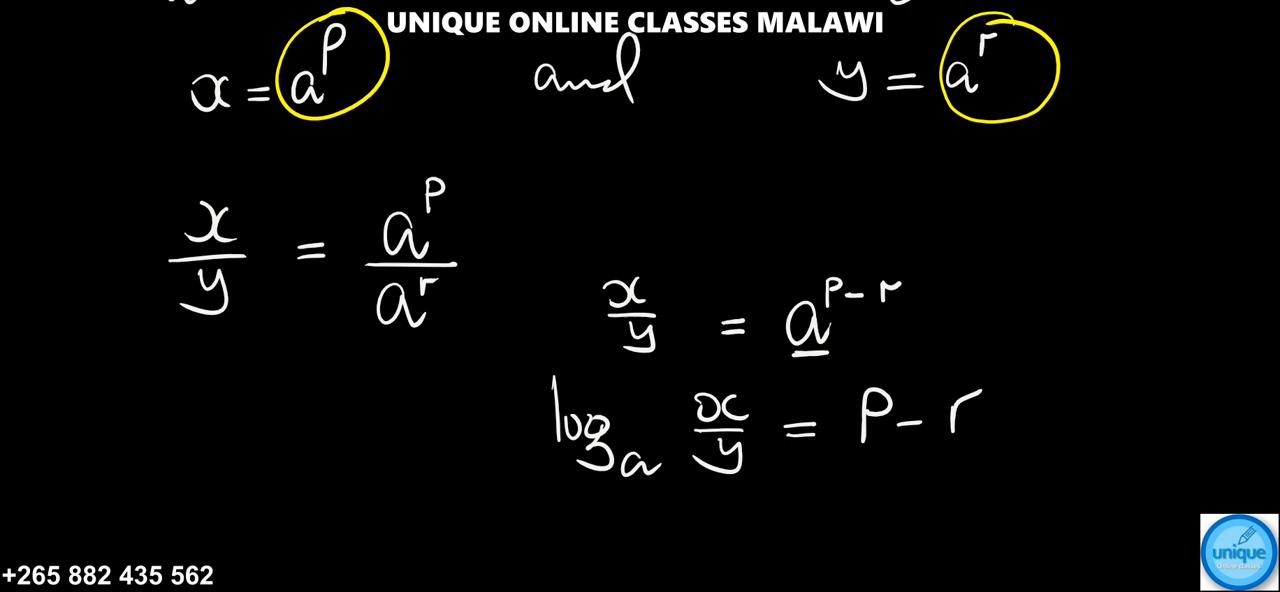 UNIQUE ONLINE CLASSES MALAWI
x = a^p and y = a^r
x/y = a^p/a^r
x/y = a^(p-r)
log_a x/y = p - r
unique
Online classes
+265 882 435 562